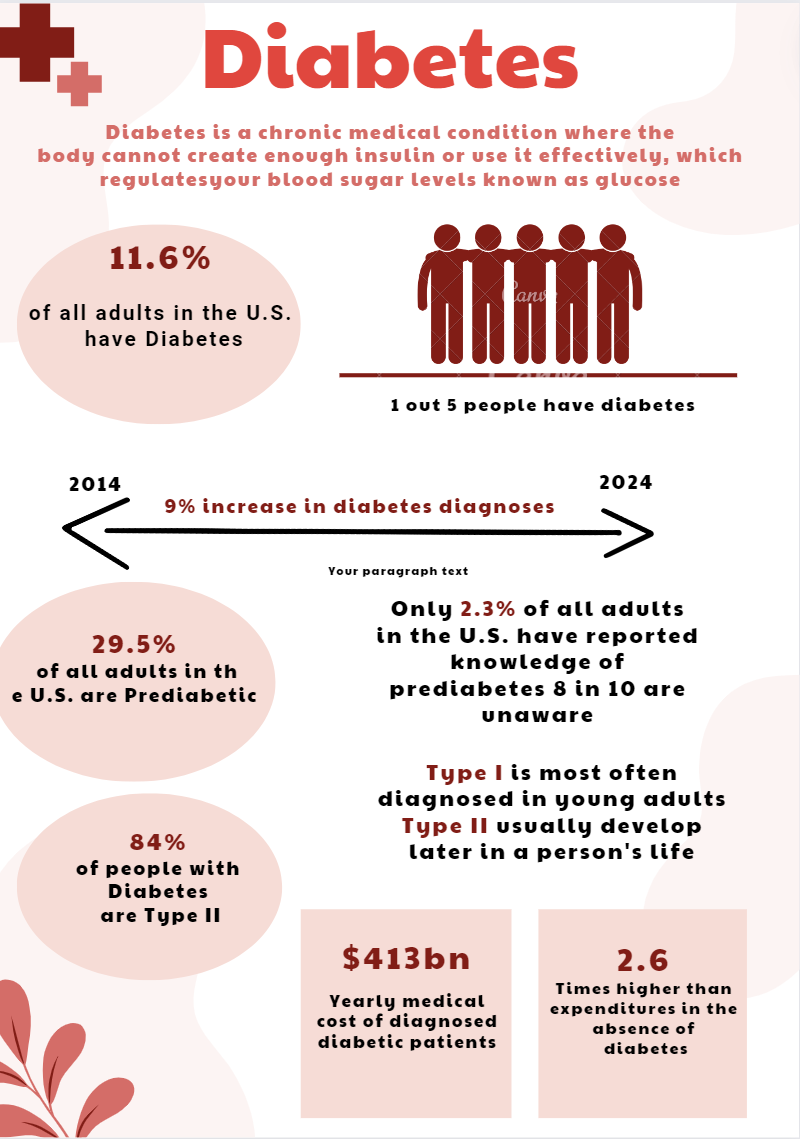 Diabetes
Diabetes is a chronic medical condition where the
body cannot create enough insulin or use it effectively, which
regulatesyour blood sugar levels known as glucose
11.6%
of all adults in the U.S.
have Diabetes
Canva
Canva
1 out 5 people have diabetes
2014
2024
9% increase in diabetes diagnoses
Your paragraph text
29.5%
of all adults in th
e U.S. are Prediabetic
Only 2.3% of all adults
in the U.S. have reported
knowledge of
prediabetes 8 in 10 are
unaware
Type I is most often
diagnosed in young adults
Type II usually develop
later in a person's life
84%
of people with
Diabetes
are Type II
$413bn
Yearly medical
cost of diagnosed
diabetic patients
2.6
Times higher than
expenditures in the
absence of
diabetes